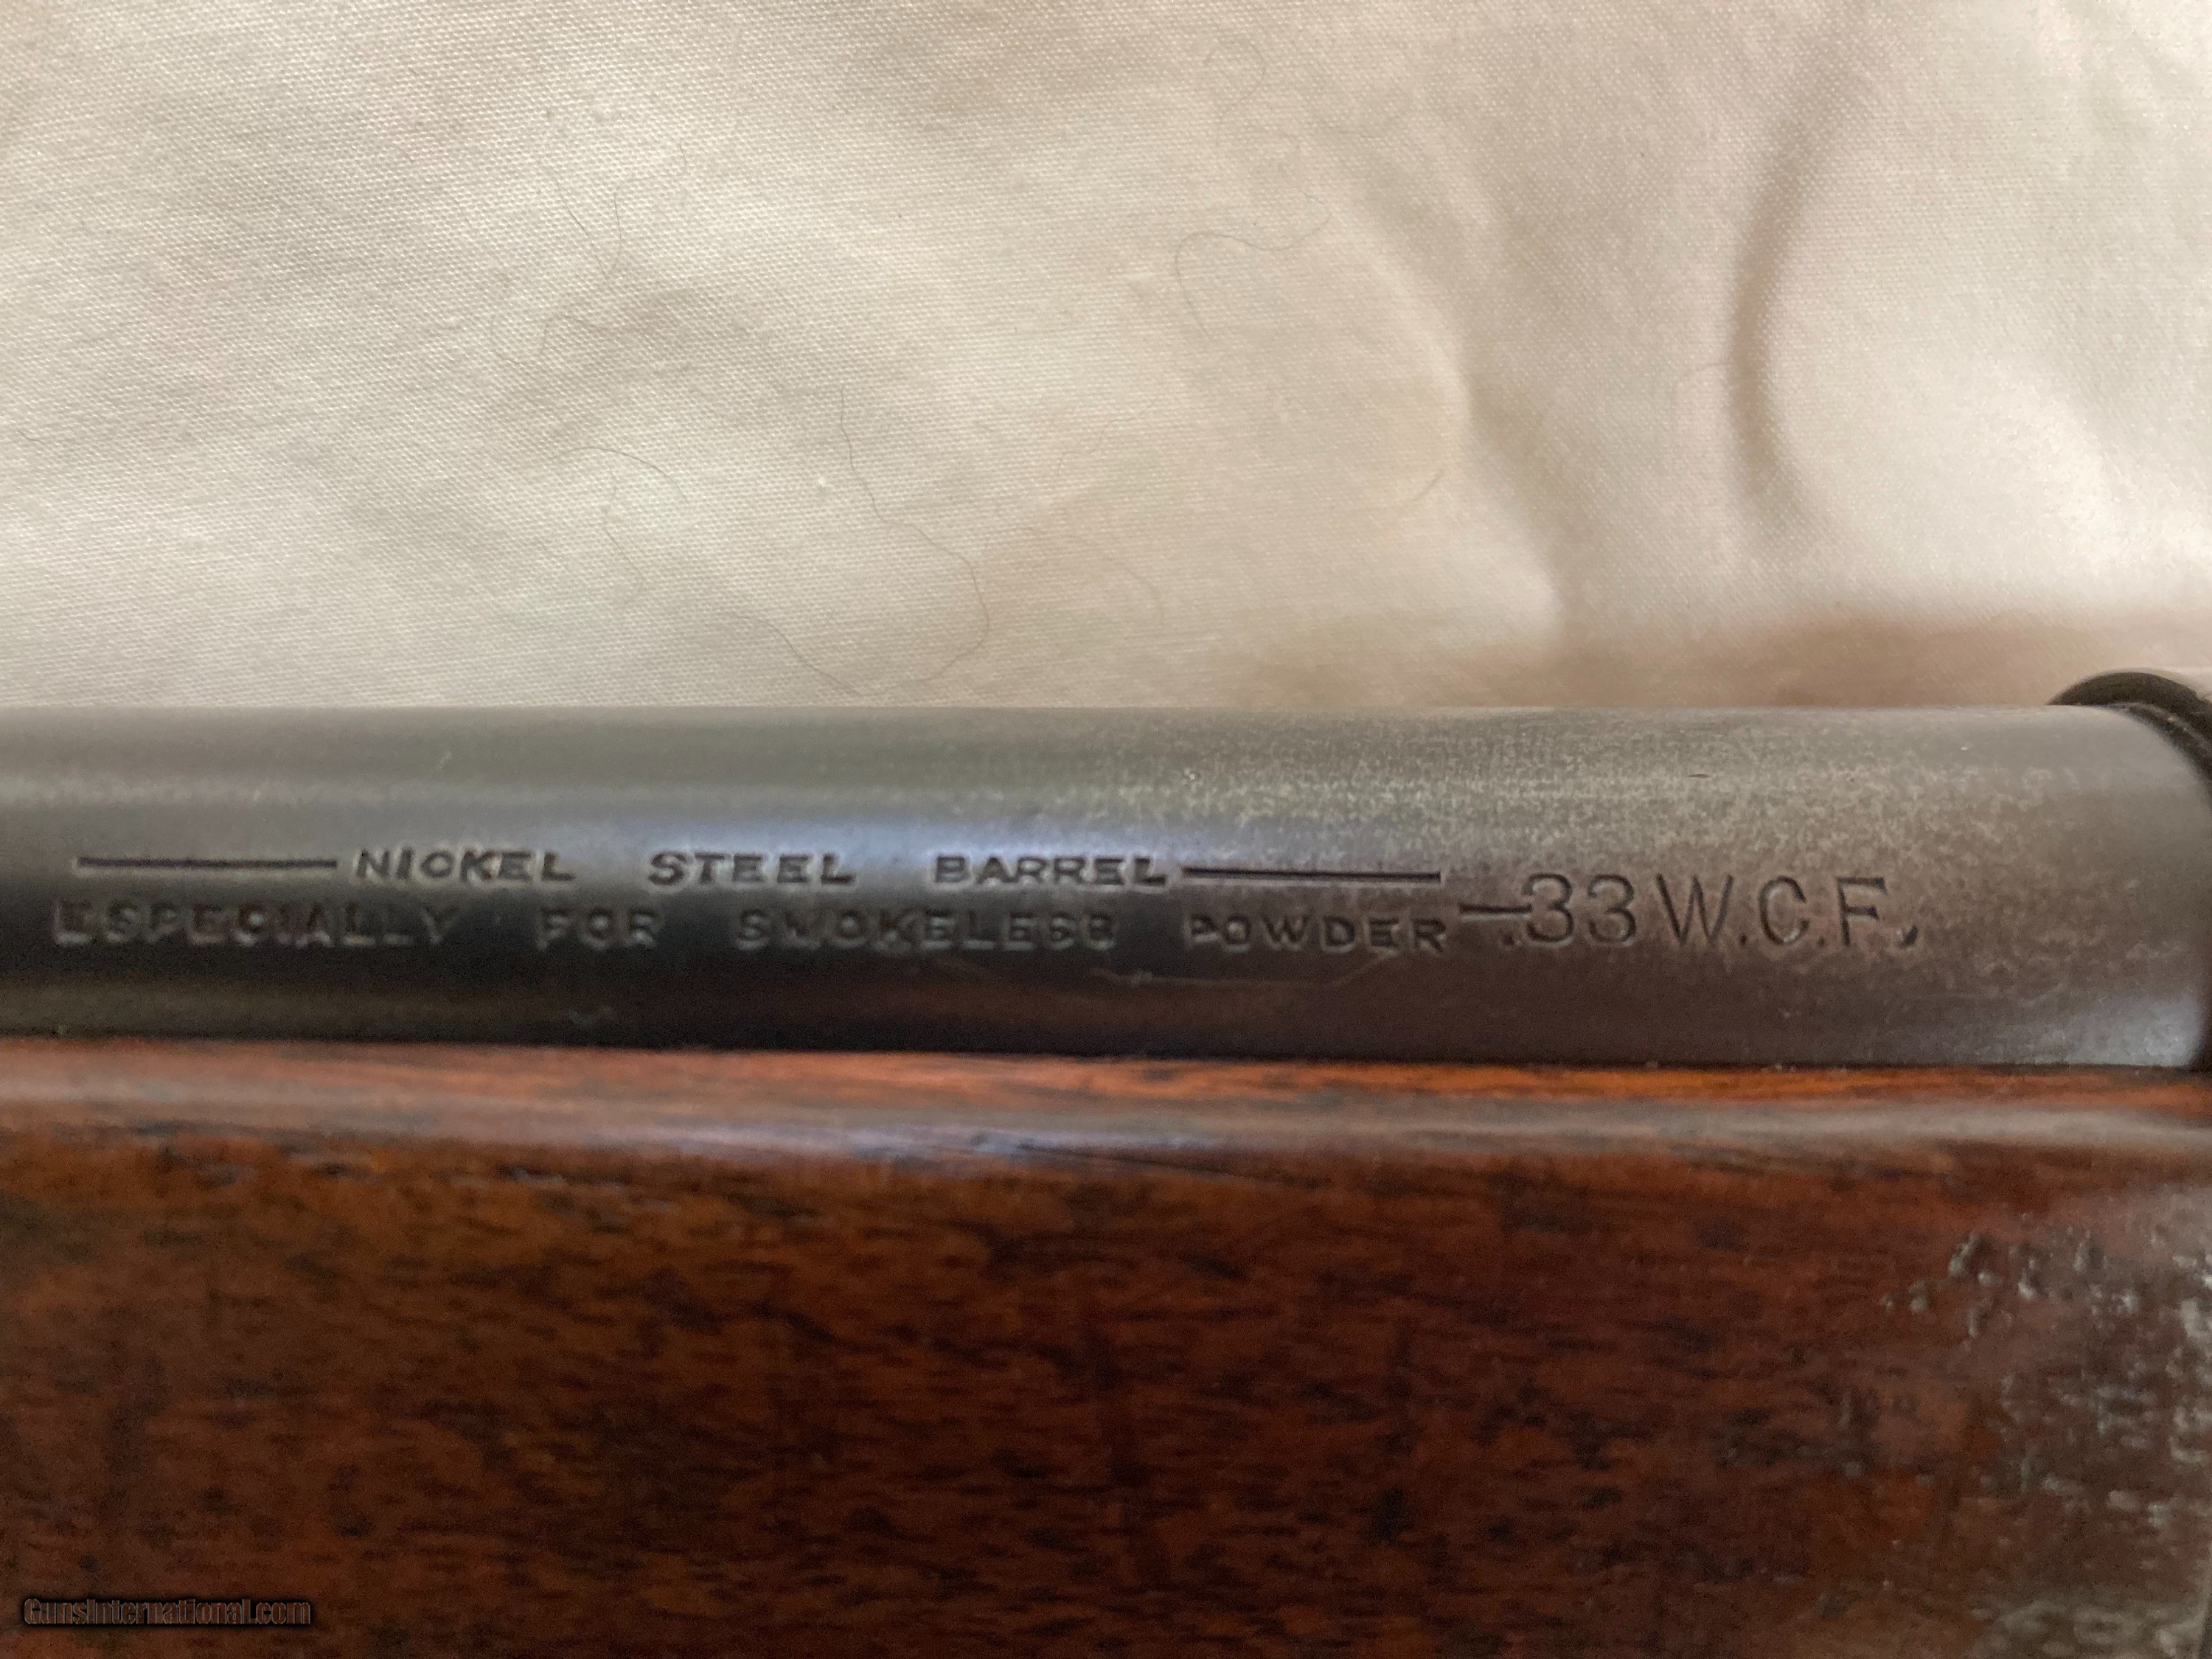 NICKEL STEEL BARREL
ESPECIALLY FOR SMOKELESS POWDER -.33 W.C.F.
GunsInternational.com